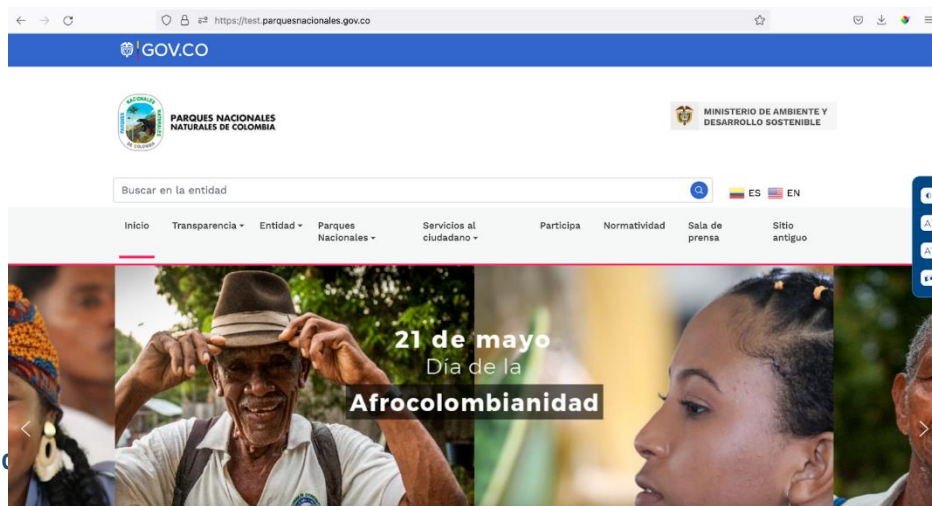 https://test.parquesnacionales.gov.co
GOV.CO
PARQUES NACIONALES
NATURALES DE COLOMBIA
MINISTERIO DE AMBIENTE Y
DESARROLLO SOSTENIBLE
Buscar en la entidad
ES EN
Inicio Transparencia Entidad Parques Nacionales Servicios al ciudadano Participa Normatividad Sala de prensa Sitio antiguo
21 de mayo
Día de la
Afrocolombianidad